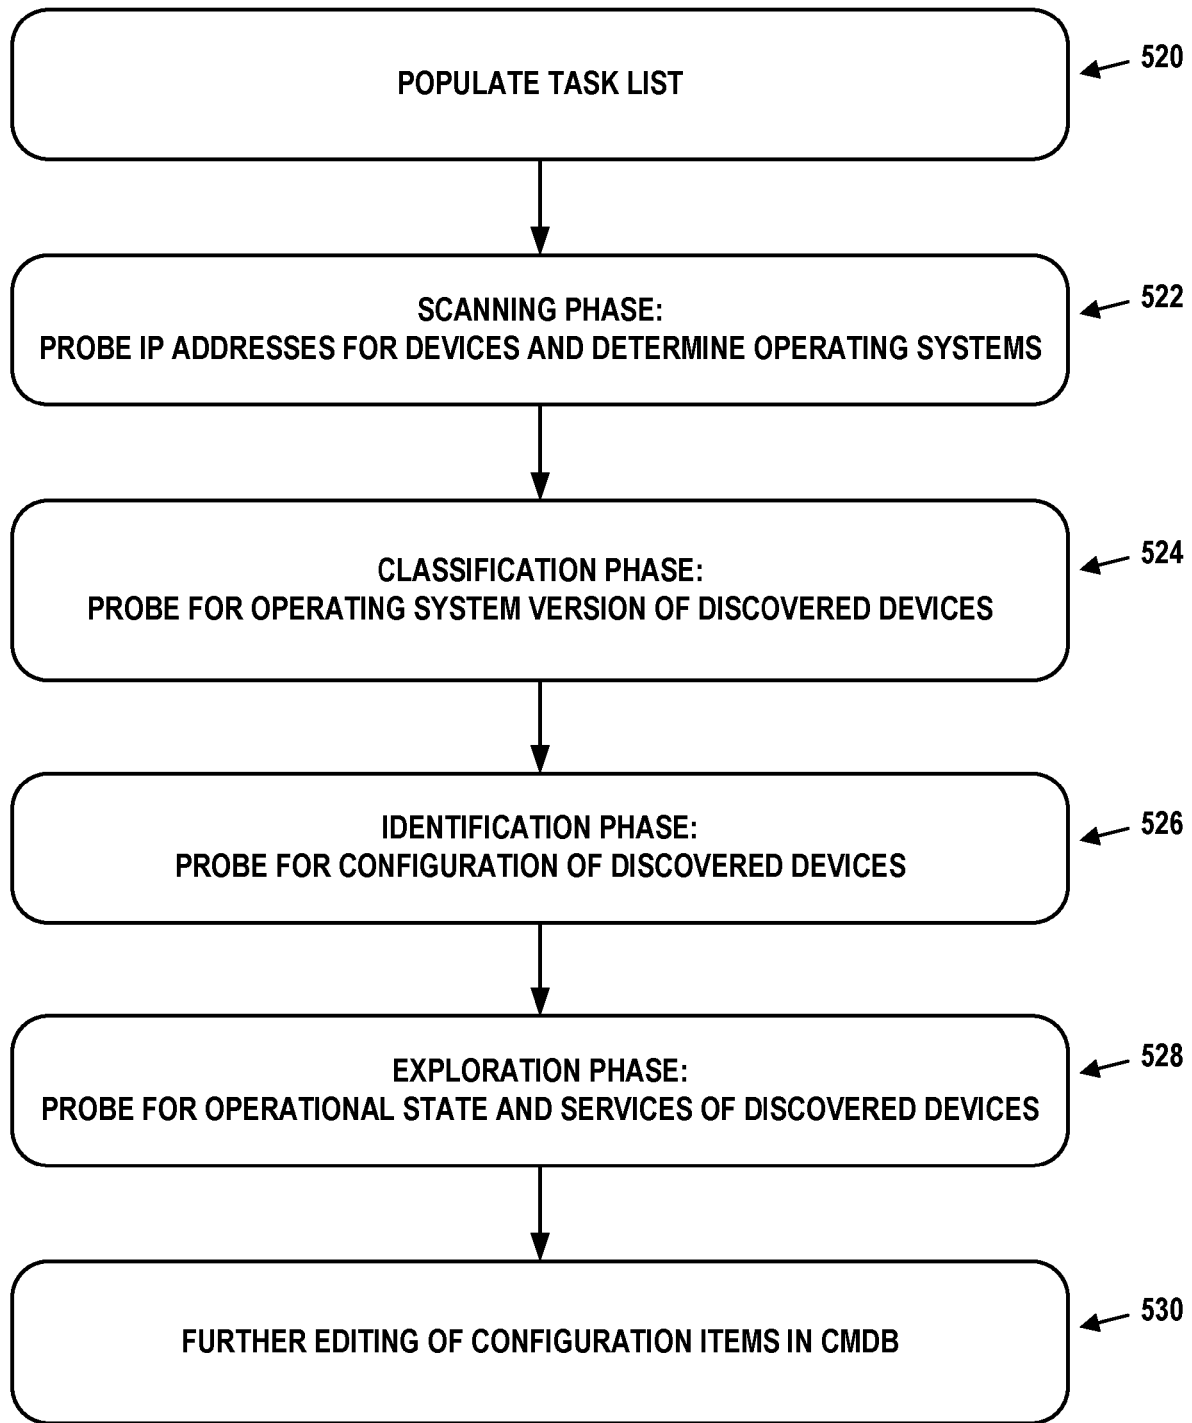 POPULATE TASK LIST
520
SCANNING PHASE:
PROBE IP ADDRESSES FOR DEVICES AND DETERMINE OPERATING SYSTEMS
522
CLASSIFICATION PHASE:
PROBE FOR OPERATING SYSTEM VERSION OF DISCOVERED DEVICES
524
IDENTIFICATION PHASE:
PROBE FOR CONFIGURATION OF DISCOVERED DEVICES
526
EXPLORATION PHASE:
PROBE FOR OPERATIONAL STATE AND SERVICES OF DISCOVERED DEVICES
528
FURTHER EDITING OF CONFIGURATION ITEMS IN CMDB
530